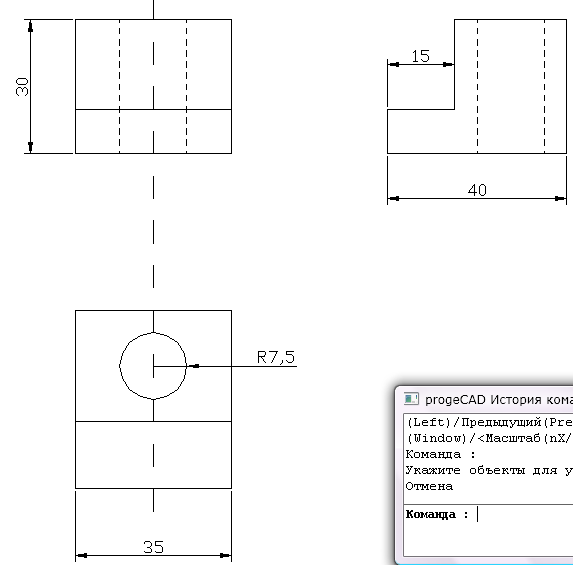 30
15
40
R7,5
35
progeCAD История кома
(Left)/Предыдущий(Pre
(Window)/<Масштаб(nX/
Команда :
Укажите объекты для у
Отмена
Команда :